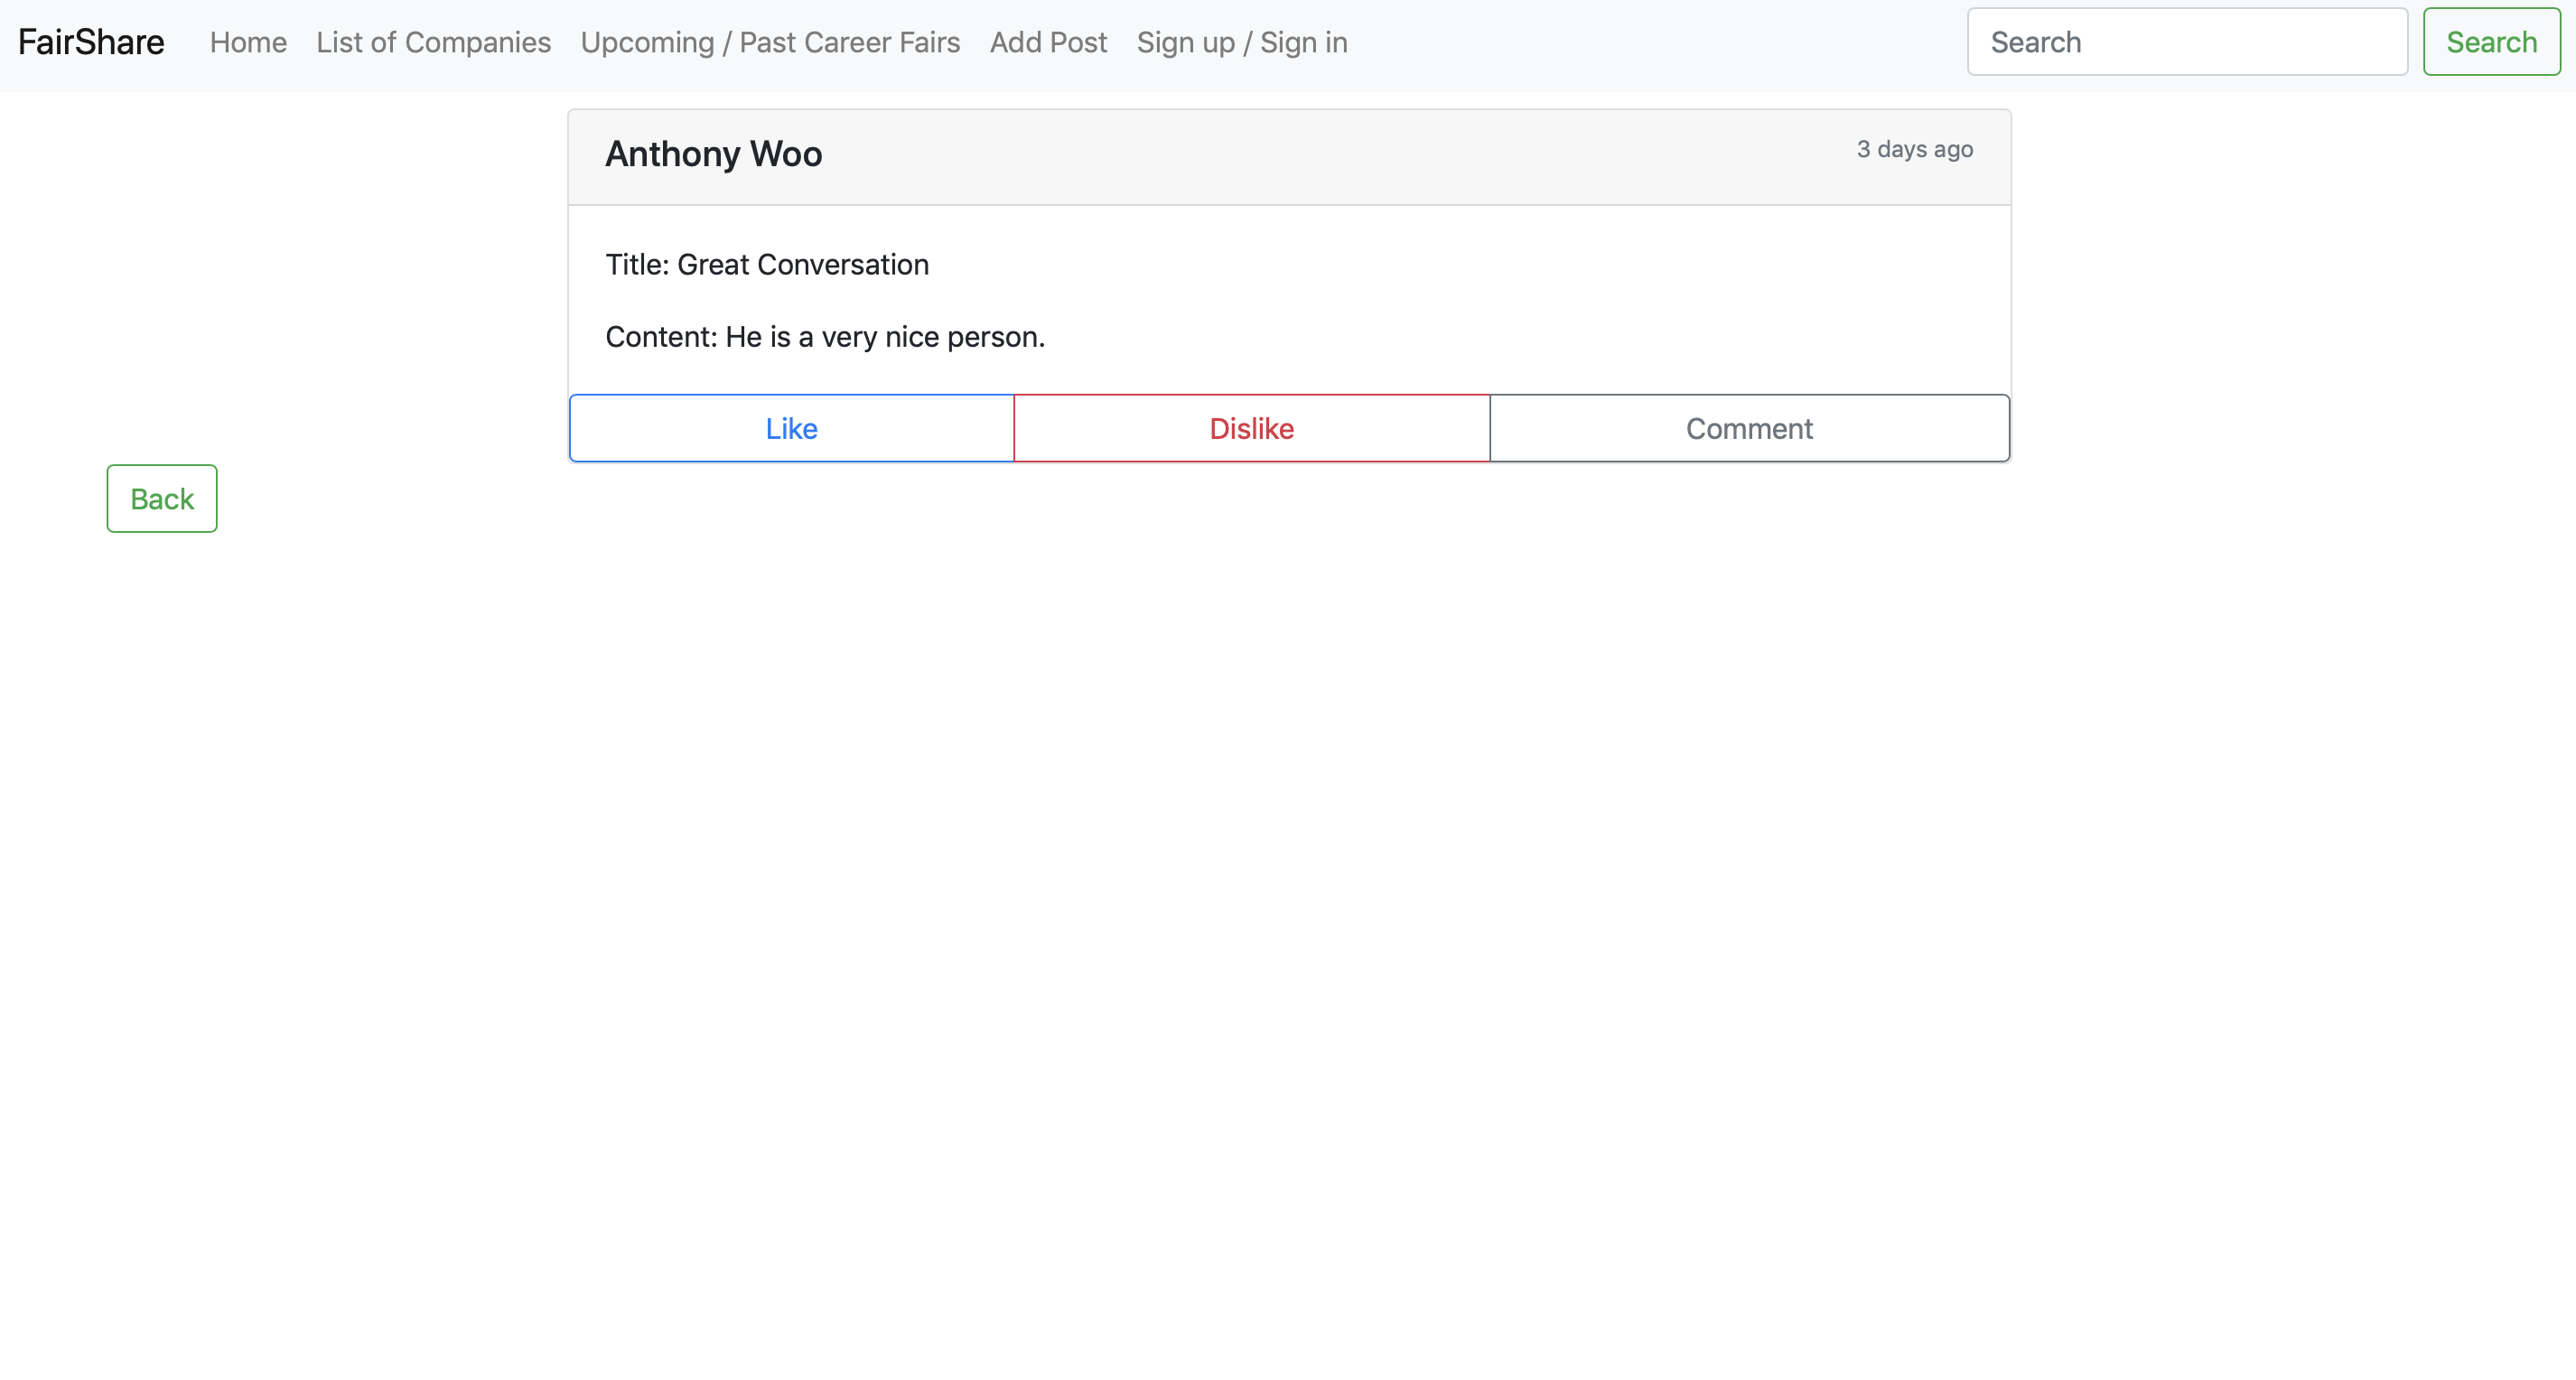 FairShare Home List of Companies Upcoming / Past Career Fairs Add Post Sign up / Sign in Search Search
Anthony Woo 3 days ago
Title: Great Conversation
Content: He is a very nice person.
Like Dislike Comment
Back